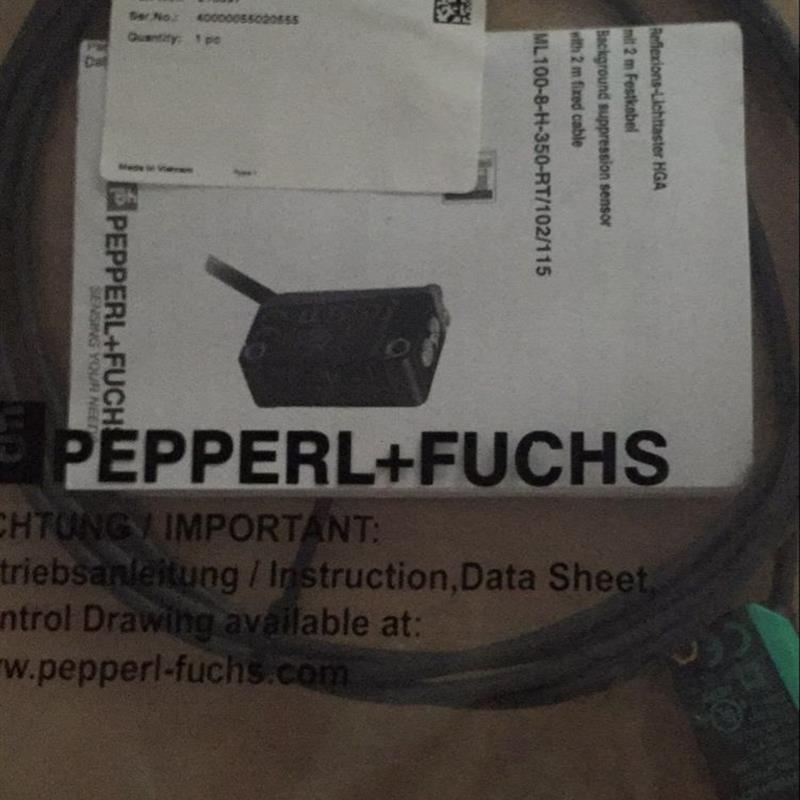 Ser.No.: 40000055020555
Quantity: 1 pc
Made in Vietnam
Type 1
Reflexions-Lichttaster HGA
mit 2 m Festkabel
Background suppression sensor
with 2 m fixed cable
ML100-8-H-350-RT/102/115
PEPPERL+FUCHS
SENSING YOUR NEEDS
PEPPERL+FUCHS
CHTUNG / IMPORTANT:
triebsanleitung / Instruction,Data Sheet,
ntrol Drawing available at:
w.pepperl-fuchs.com